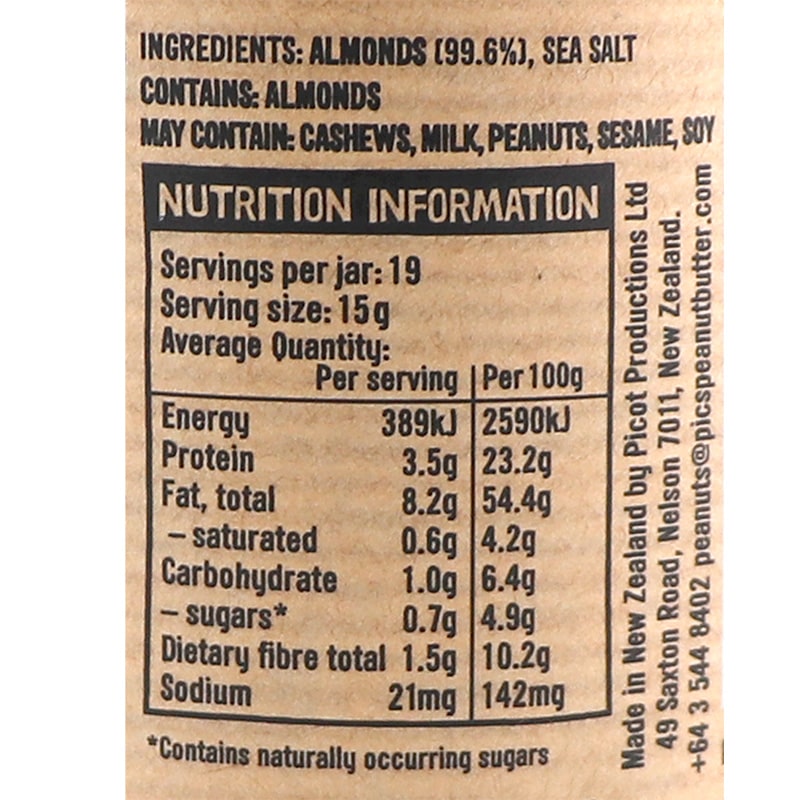 INGREDIENTS: ALMONDS (99.6%), SEA SALT
CONTAINS: ALMONDS
MAY CONTAIN: CASHEWS, MILK, PEANUTS, SESAME, SOY
NUTRITION INFORMATION
Servings per jar: 19
Serving size: 15g
Average Quantity:
Per serving Per 100g
Energy 389kJ 2590kJ
Protein 3.5g 23.2g
Fat, total 8.2g 54.4g
– saturated 0.6g 4.2g
Carbohydrate 1.0g 6.4g
– sugars* 0.7g 4.9g
Dietary fibre total 1.5g 10.2g
Sodium 21mg 142mg
*Contains naturally occurring sugars
Made in New Zealand by Picot Productions Ltd
49 Saxton Road, Nelson 7011, New Zealand.
+64 3 544 8402 peanuts@picspeanutbutter.com